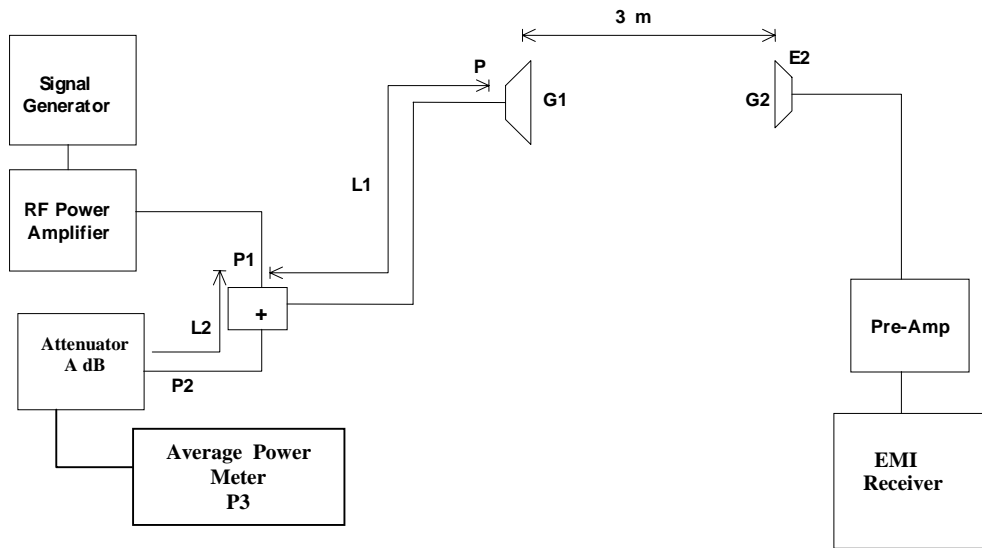 3 m
P
E2
G1
G2
Signal
Generator
L1
RF Power
Amplifier
P1
+
L2
Pre-Amp
Attenuator
A dB
P2
Average Power
Meter
P3
EMI
Receiver